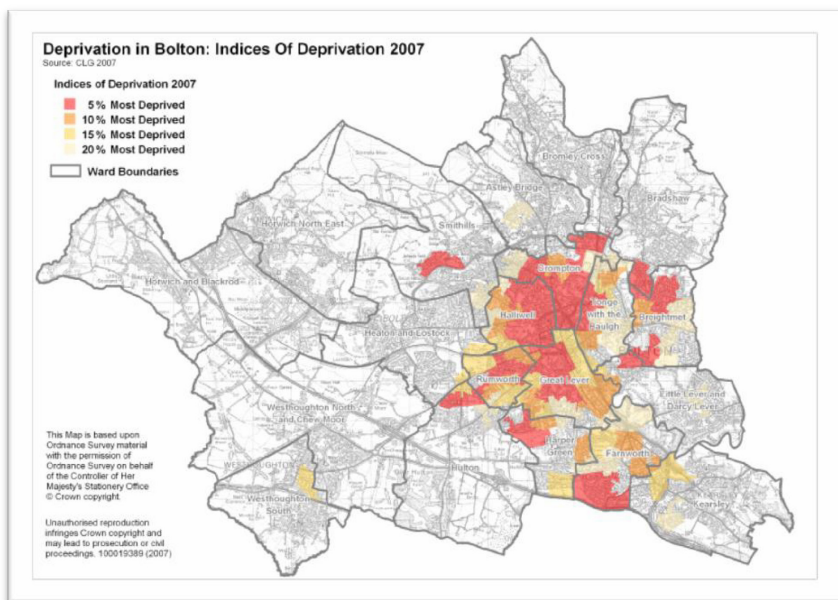 Deprivation in Bolton: Indices Of Deprivation 2007
Source: CLG 2007
Indices of Deprivation 2007
5% Most Deprived
10% Most Deprived
15% Most Deprived
20% Most Deprived
Ward Boundaries
Bromley Cross
Astley Bridge
Bradshaw
Horwich North East
Smithills
Crompton
Horwich and Blackrod
Halliwell
Tonge
with the
Haulgh
Breightmet
Heaton and Lostock
Rumworth
Great Lever
Little Lever and
Darcy Lever
Westhoughton North
and Chew Moor
Harper
Green
Farnworth
Hulton
WESTHOUGHTON
Westhoughton
South
Kearsley
This Map is based upon
Ordnance Survey material
with the permission of
Ordnance Survey on behalf
of the Controller of Her
Majesty's Stationery Office
© Crown copyright.
Unauthorised reproduction
infringes Crown copyright and
may lead to prosecution or civil
proceedings. 100019389 (2007)